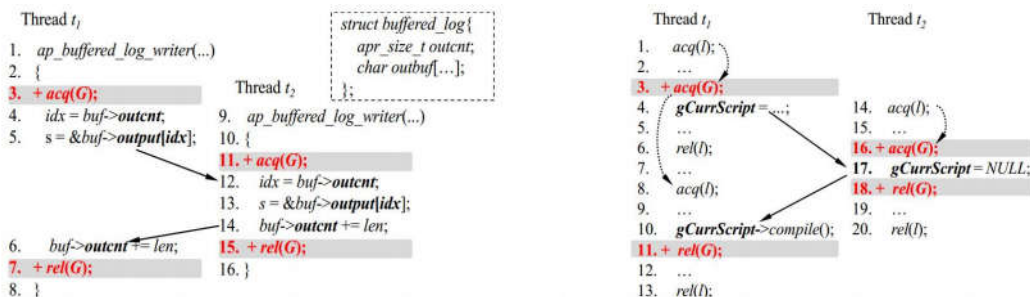 Thread t1
1. ap_buffered_log_writer(...)
2. {
3. + acq(G);
4. idx = buf->outcnt;
5. s = &buf->output[idx];
6. buf->outcnt += len;
7. + rel(G);
8. }
struct buffered_log{
apr_size_t outcnt;
char outbuf[…];
};
Thread t2
9. ap_buffered_log_writer(...)
10. {
11. + acq(G);
12. idx = buf->outcnt;
13. s = &buf->output[idx];
14. buf->outcnt += len;
15. + rel(G);
16. }
Thread t1
1. acq(l);
2. …
3. + acq(G);
4. gCurrScript = ...;
5. …
6. rel(l);
7. …
8. acq(l);
9. …
10. gCurrScript->compile();
11. + rel(G);
12. …
13. rel(l);
Thread t2
14. acq(l);
15. …
16. + acq(G);
17. gCurrScript = NULL;
18. + rel(G);
19. …
20. rel(l);